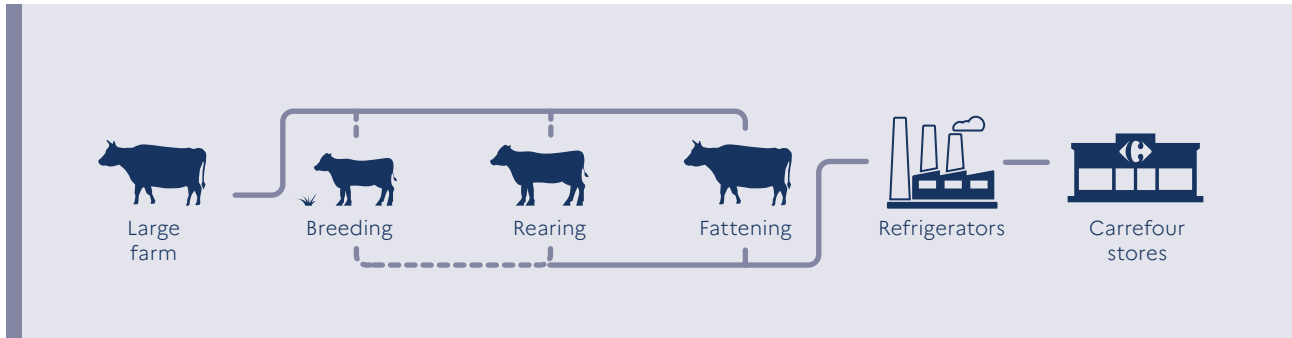 Large
farm
Breeding
Rearing
Fattening
Refrigerators
Carrefour
stores